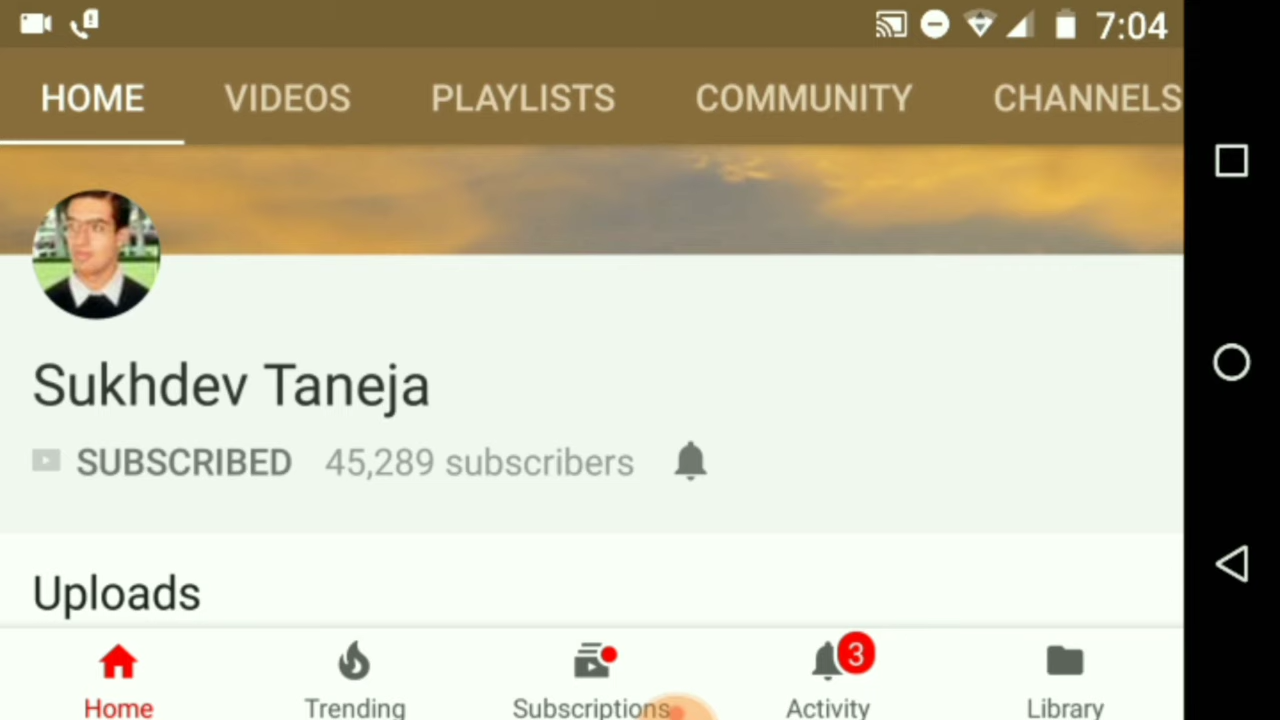 7:04
HOME VIDEOS PLAYLISTS COMMUNITY CHANNELS
Sukhdev Taneja
SUBSCRIBED 45,289 subscribers
Uploads
3
Home Trending Subscriptions Activity Library